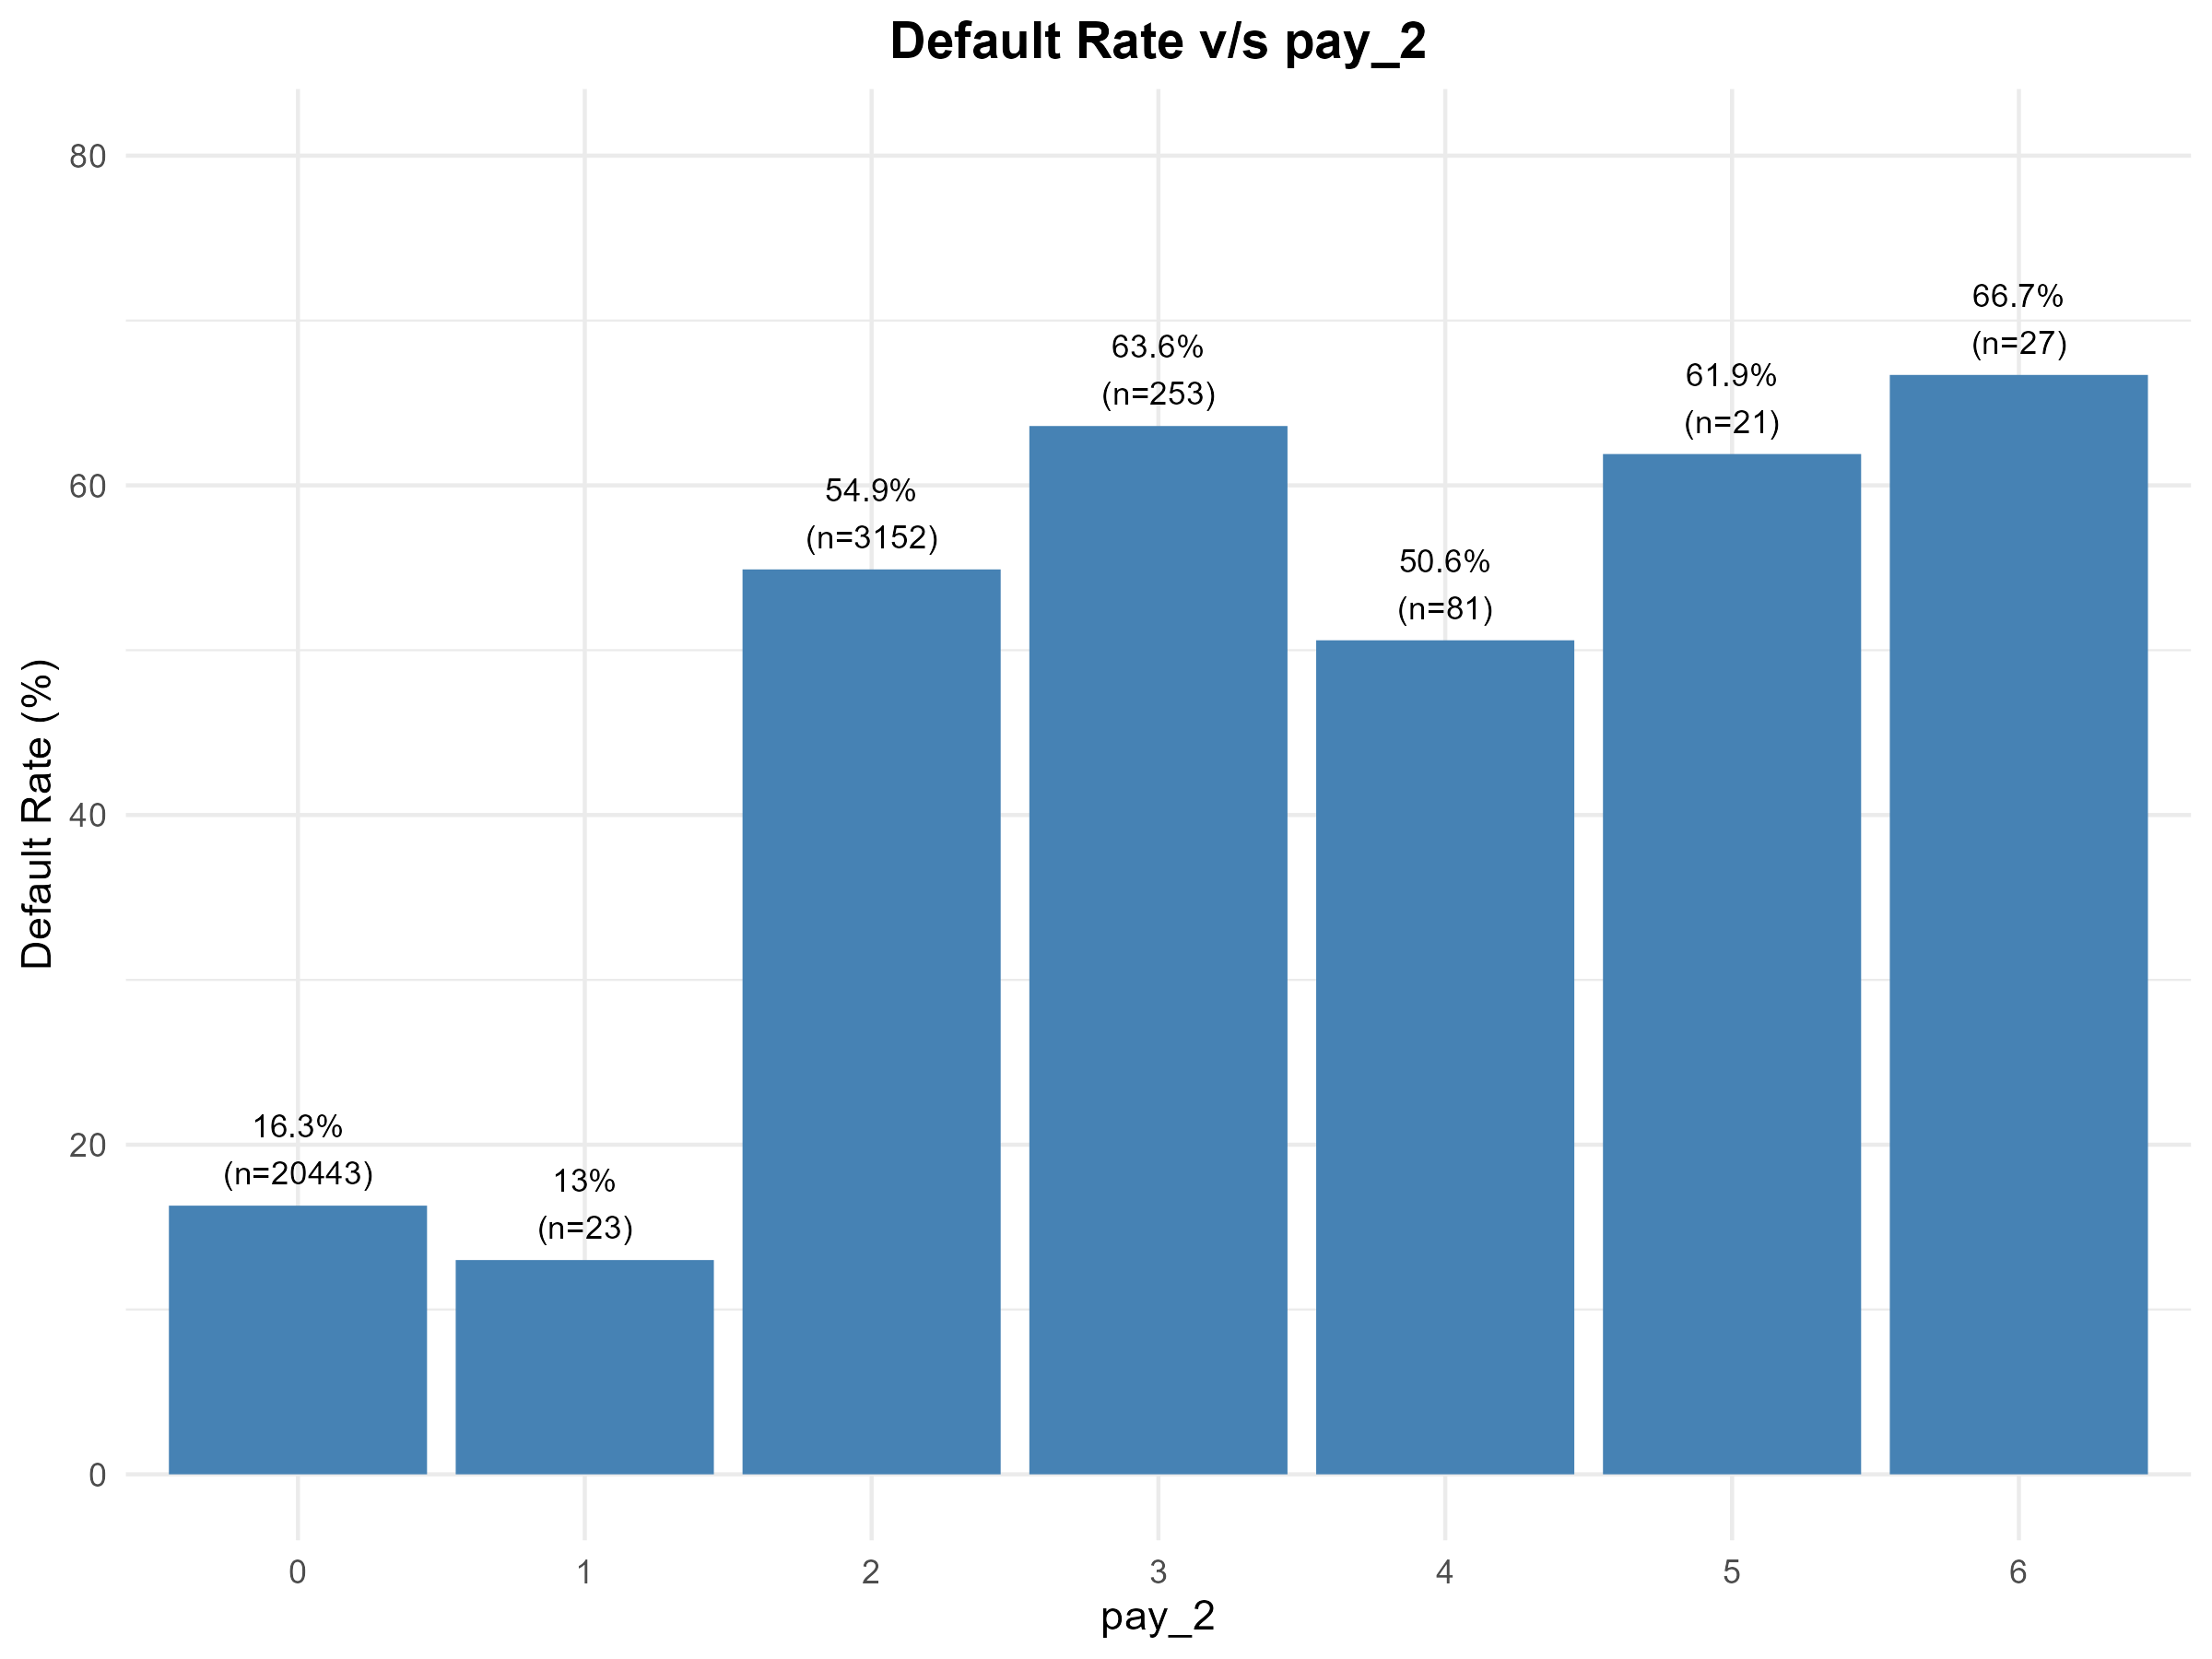 Default Rate v/s pay_2
Default Rate (%)
80
60
40
20
0
16.3%
(n=20443)
13%
(n=23)
54.9%
(n=3152)
63.6%
(n=253)
50.6%
(n=81)
61.9%
(n=21)
66.7%
(n=27)
0 1 2 3 4 5 6
pay_2